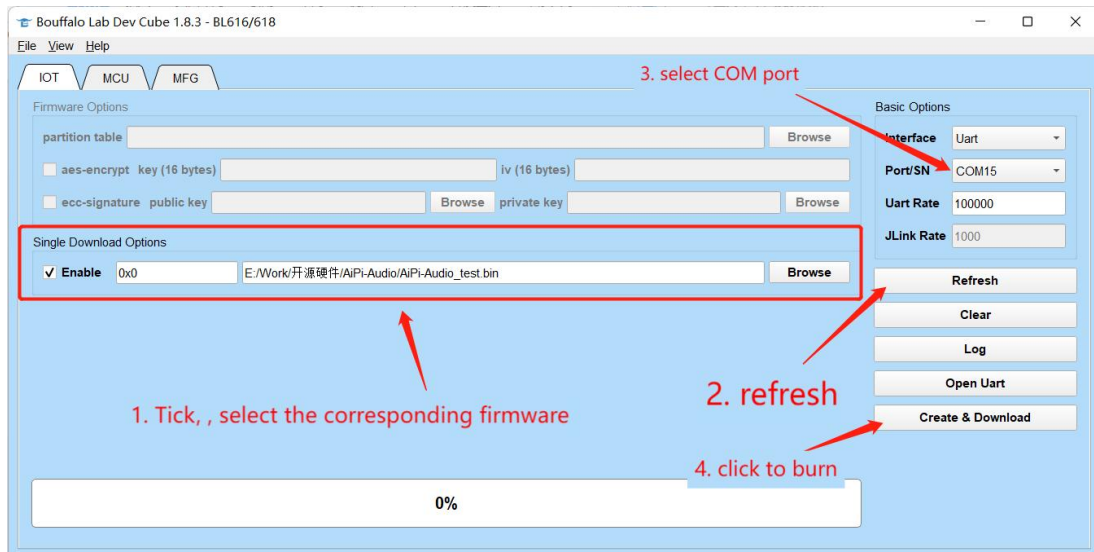 Bouffalo Lab Dev Cube 1.8.3 - BL616/618
File View Help
IOT MCU MFG
3. select COM port
Firmware Options
Basic Options
partition table Browse
Interface Uart
aes-encrypt key (16 bytes) iv (16 bytes)
Port/SN COM15
ecc-signature public key Browse private key Browse
Uart Rate 100000
JLink Rate 1000
Single Download Options
Enable 0x0 E:/Work/开源硬件/AiPi-Audio/AiPi-Audio_test.bin Browse
Refresh
Clear
Log
Open Uart
Create & Download
1. Tick, , select the corresponding firmware
2. refresh
4. click to burn
0%